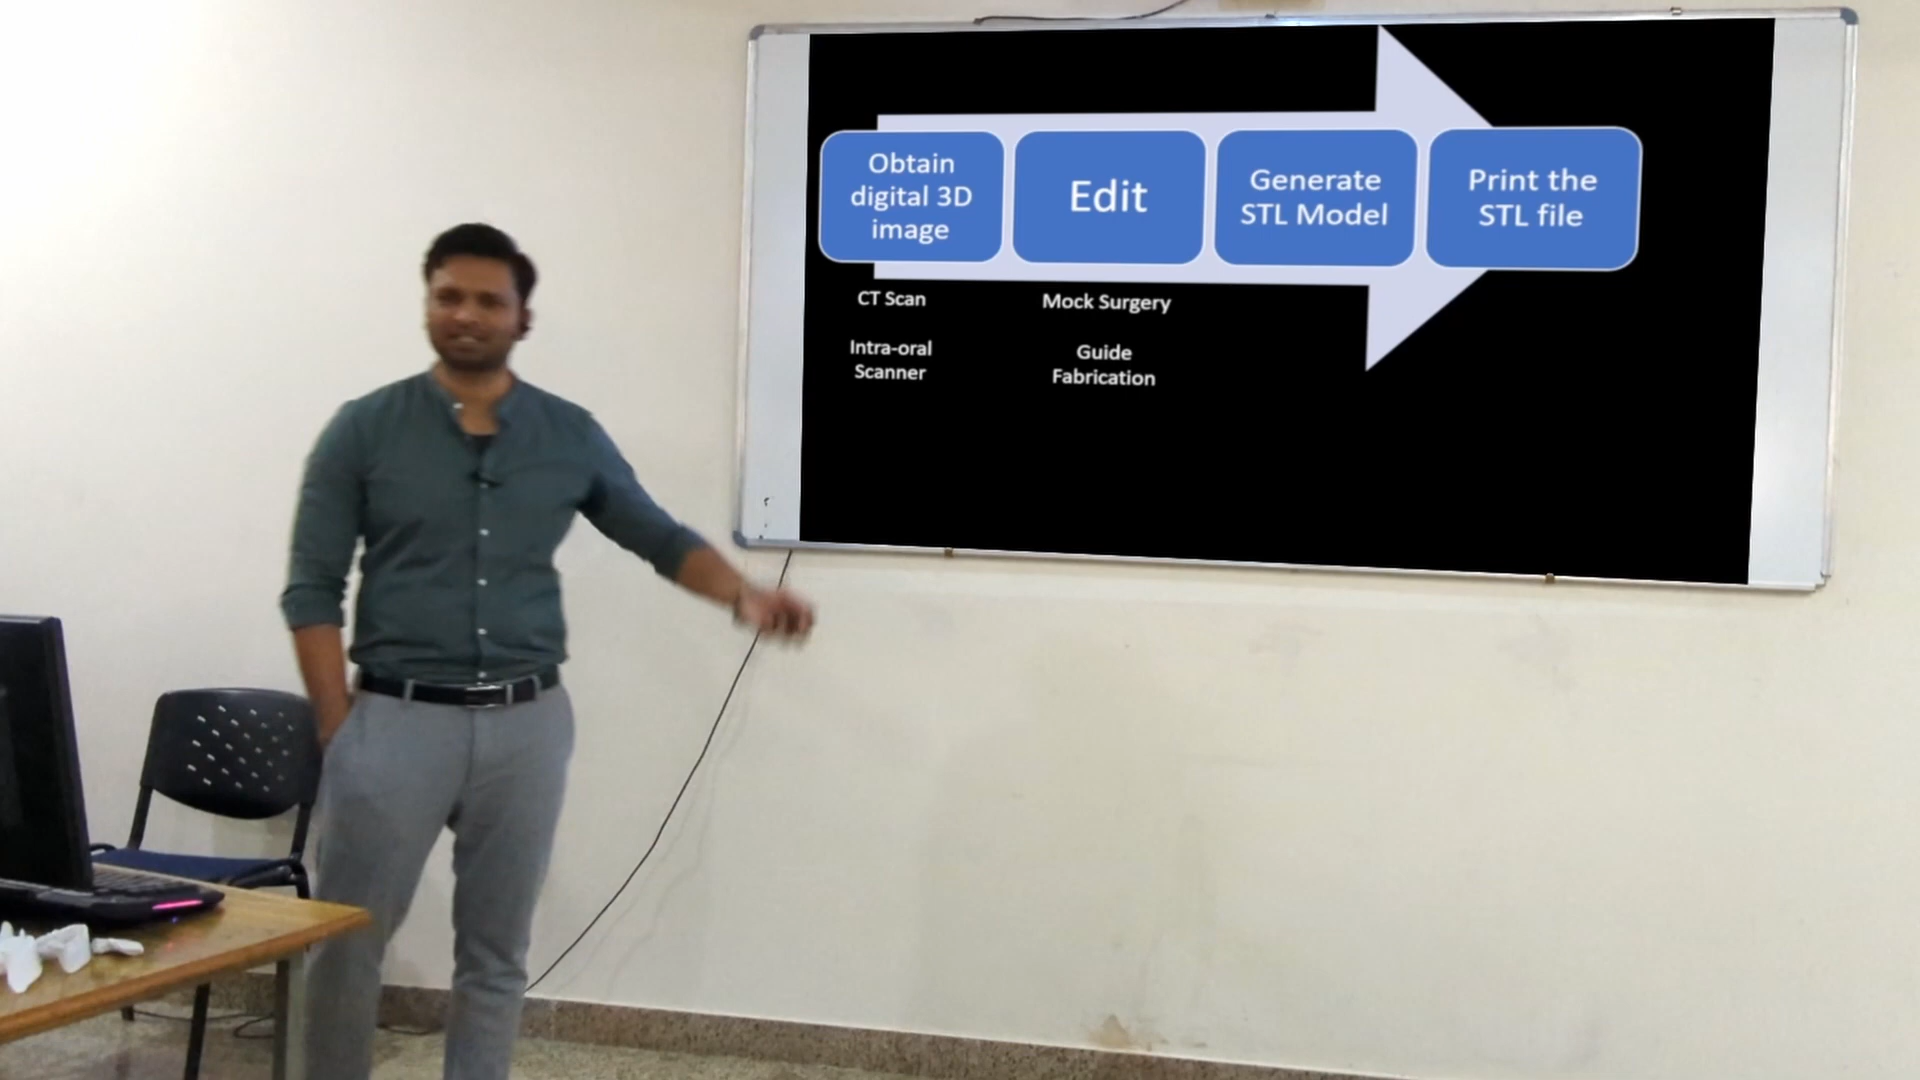 Obtain
digital 3D
image
Edit
Generate
STL Model
Print the
STL file
CT Scan
Intra-oral
Scanner
Mock Surgery
Guide
Fabrication